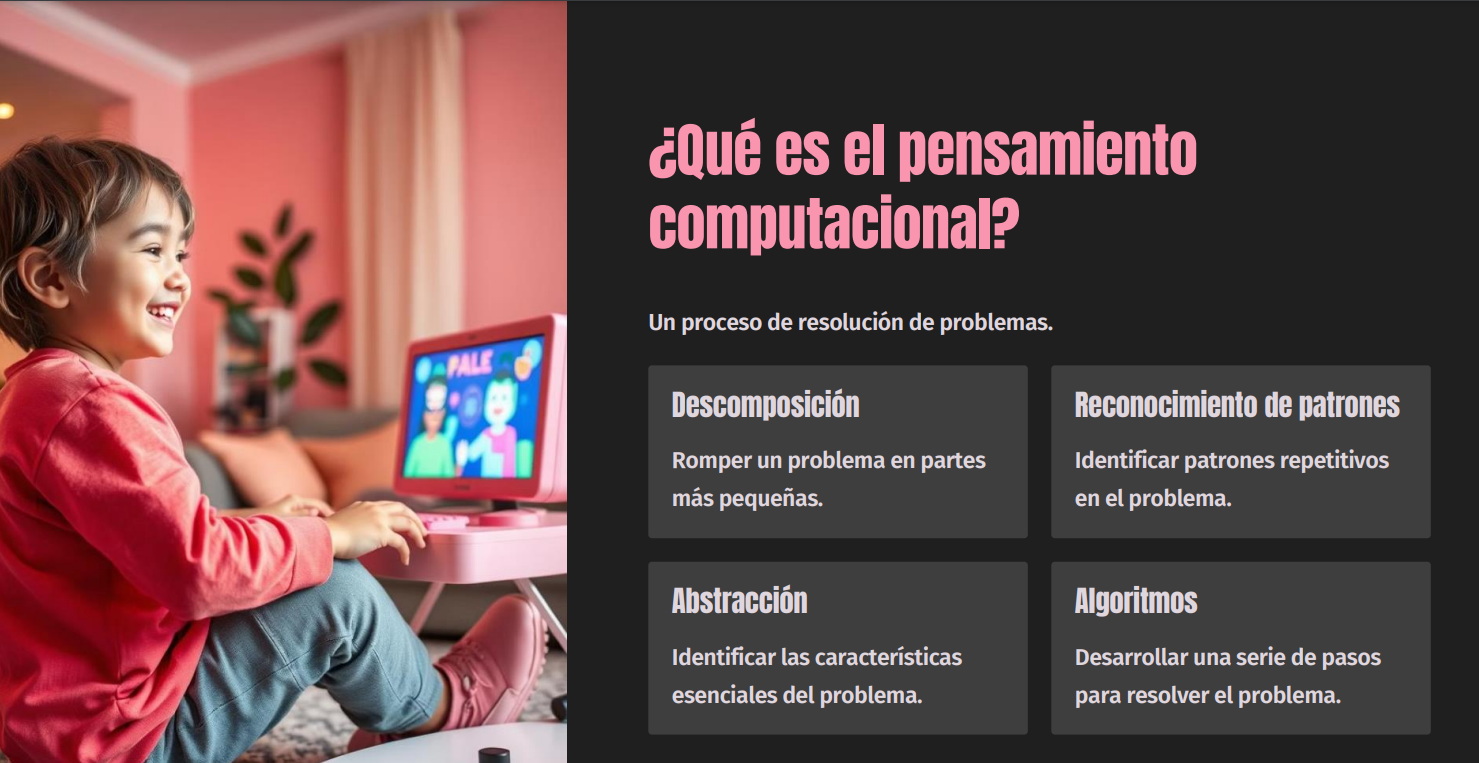 ¿Qué es el pensamiento
computacional?
Un proceso de resolución de problemas.
Descomposición
Romper un problema en partes
más pequeñas.
Reconocimiento de patrones
Identificar patrones repetitivos
en el problema.
Abstracción
Identificar las características
esenciales del problema.
Algoritmos
Desarrollar una serie de pasos
para resolver el problema.
PALE